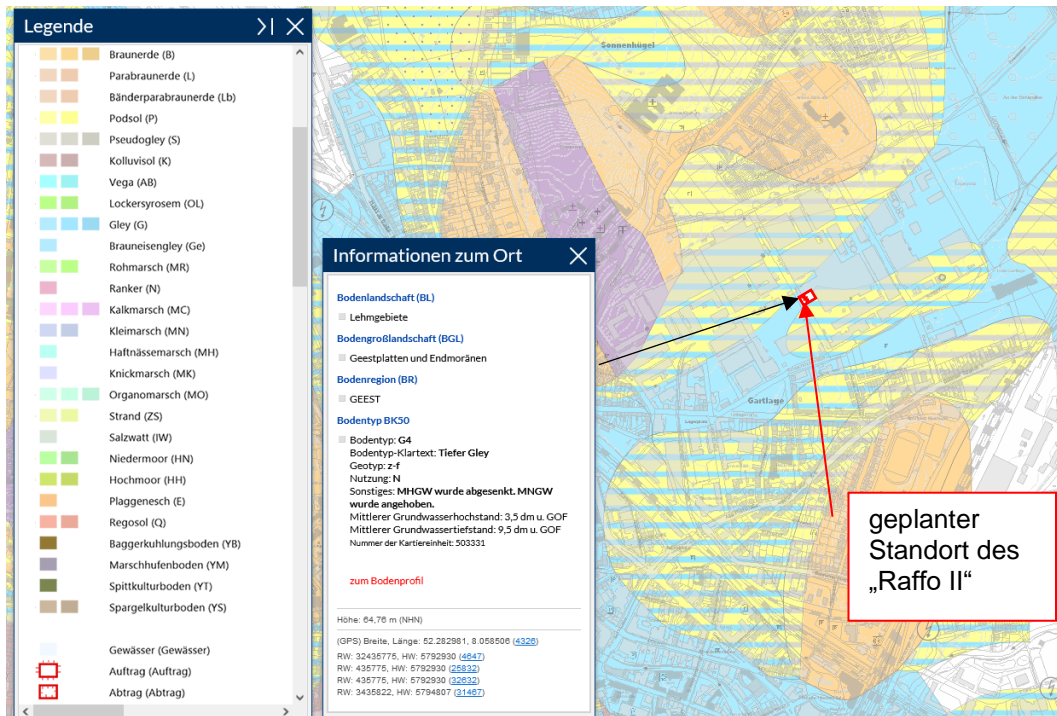 Legende
Braunerde (B)
Parabraunerde (L)
Bänderparabraunerde (Lb)
Podsol (P)
Pseudogley (S)
Kolluvisol (K)
Vega (AB)
Lockersyrosem (OL)
Gley (G)
Brauneisengley (Ge)
Rohmarsch (MR)
Ranker (N)
Kalkmarsch (MC)
Kleimarsch (MN)
Haftnässemarsch (MH)
Knickmarsch (MK)
Organomarsch (MO)
Strand (ZS)
Salzwatt (IW)
Niedermoor (HN)
Hochmoor (HH)
Plaggenesch (E)
Regosol (Q)
Baggerkuhlungsboden (YB)
Marschhufenboden (YM)
Spittkulturboden (YT)
Spargelkulturboden (YS)
Gewässer (Gewässer)
Auftrag (Auftrag)
Abtrag (Abtrag)
Informationen zum Ort
Bodenlandschaft (BL)
Lehmgebiete
Bodengroßlandschaft (BGL)
Geestplatten und Endmoränen
Bodenregion (BR)
GEEST
Bodentyp BK50
Bodentyp: G4
Bodentyp-Klartext: Tiefer Gley
Geotyp: z-f
Nutzung: N
Sonstiges: MHGW wurde abgesenkt. MNGW
wurde angehoben.
Mittlerer Grundwasserhochstand: 3,5 dm u. GOF
Mittlerer Grundwassertiefstand: 9,5 dm u. GOF
Nummer der Kartiereinheit: 503331
zum Bodenprofil
Höhe: 64,76 m (NHN)
(GPS) Breite, Länge: 52.282981, 8.058506 (4326)
RW: 32435775, HW: 5792930 (4647)
RW: 435775, HW: 5792930 (25832)
RW: 435775, HW: 5792930 (32632)
RW: 3435822, HW: 5794807 (31467)
Sonnenhügel
Gartlage
geplanter
Standort des
„Raffo II“